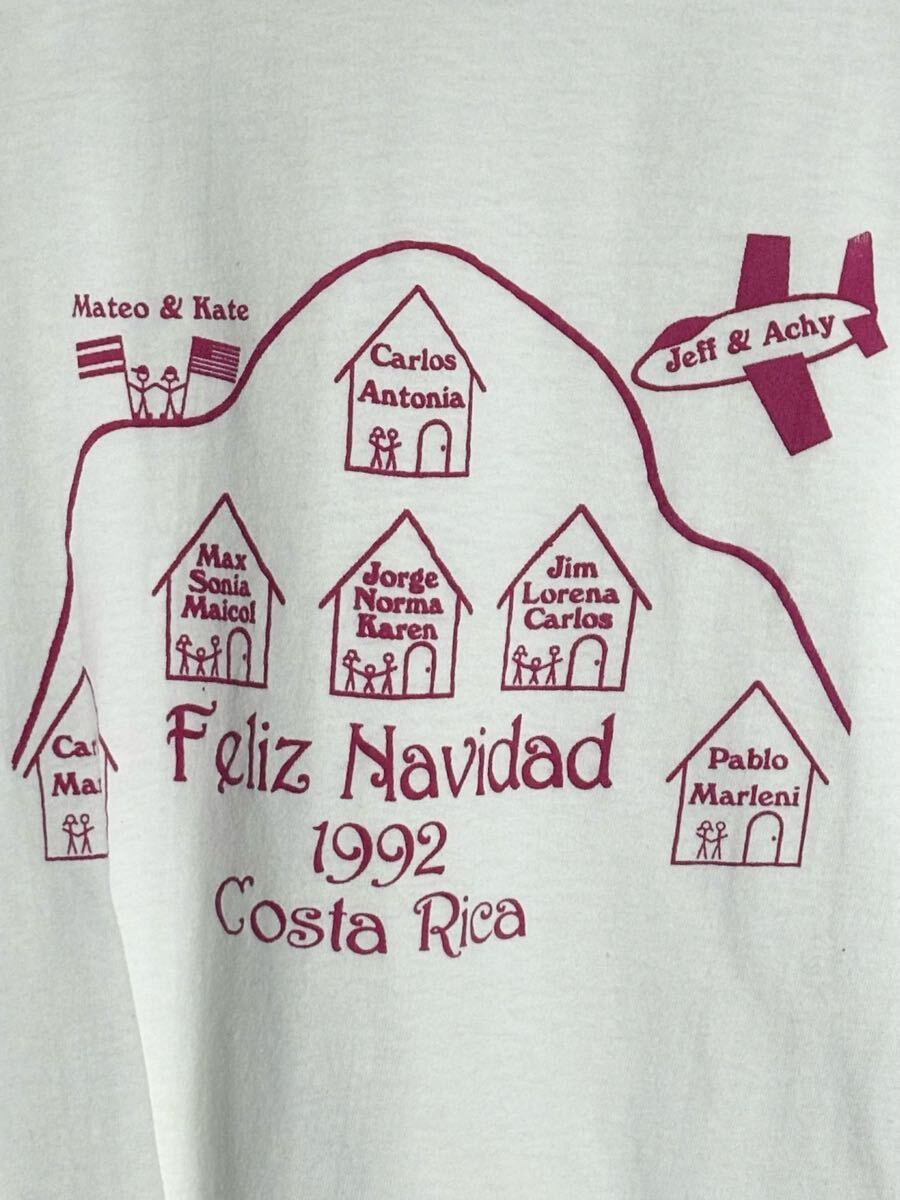 Mateo & Kate
Jeff & Achy
Carlos
Antonia
Max
Sonia
Maicol
Jorge
Norma
Karen
Jim
Lorena
Carlos
Pablo
Marleni
Feliz Navidad
1992
Costa Rica